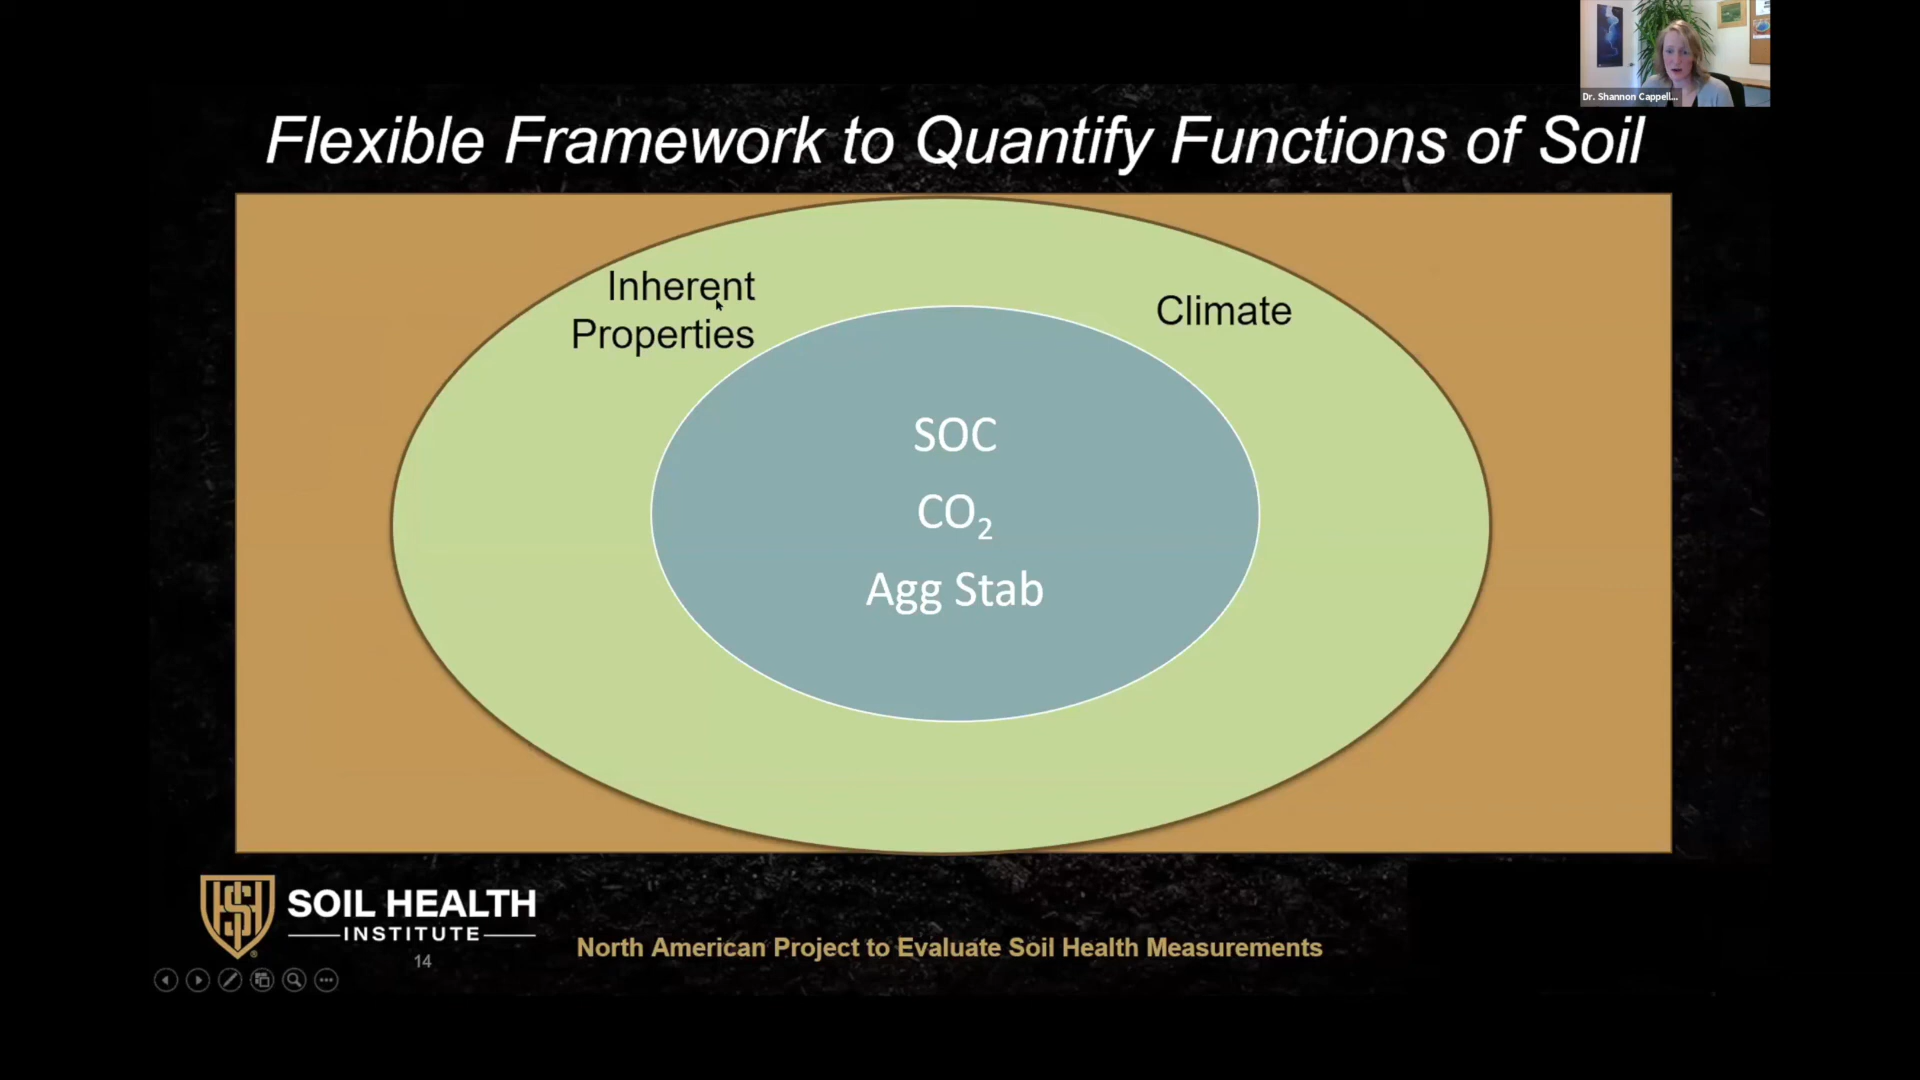 Dr. Shannon Cappell...
Flexible Framework to Quantify Functions of Soil
Inherent
Properties
Climate
SOC
CO₂
Agg Stab
SOIL HEALTH
INSTITUTE
14
North American Project to Evaluate Soil Health Measurements